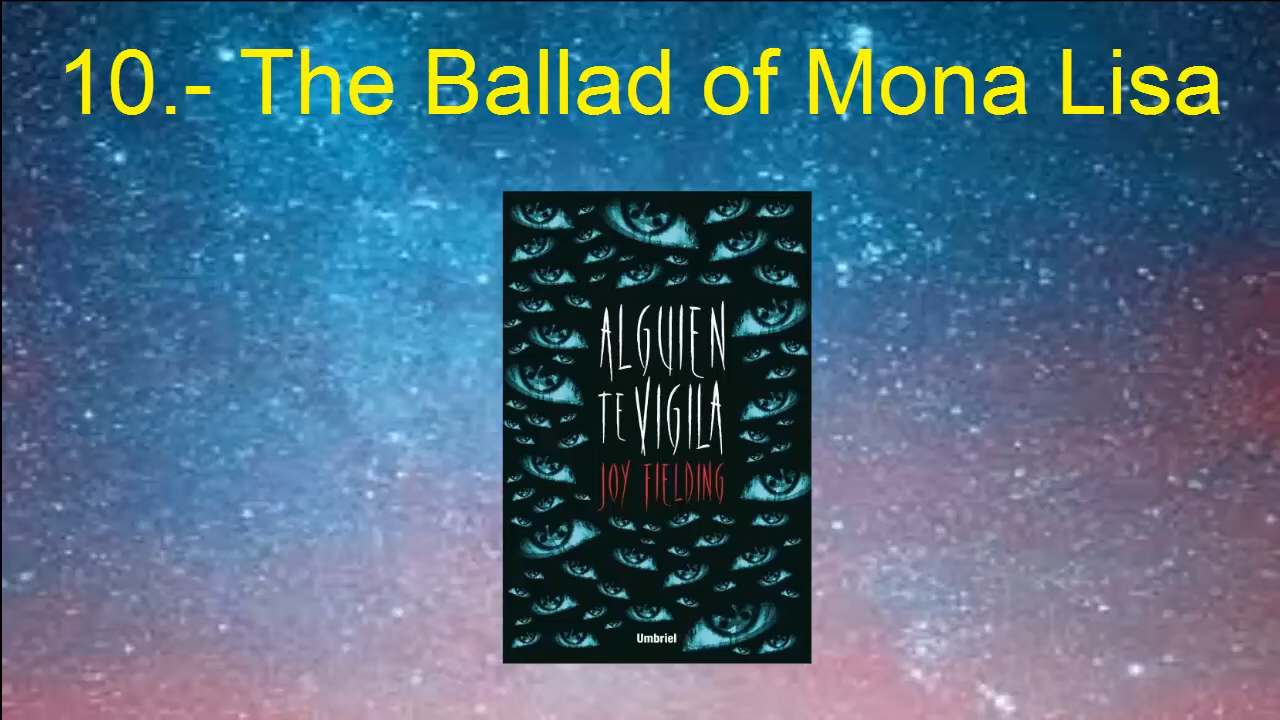 10.- The Ballad of Mona Lisa
ALGUIEN
TE VIGILA
JOY FIELDING
Umbriel